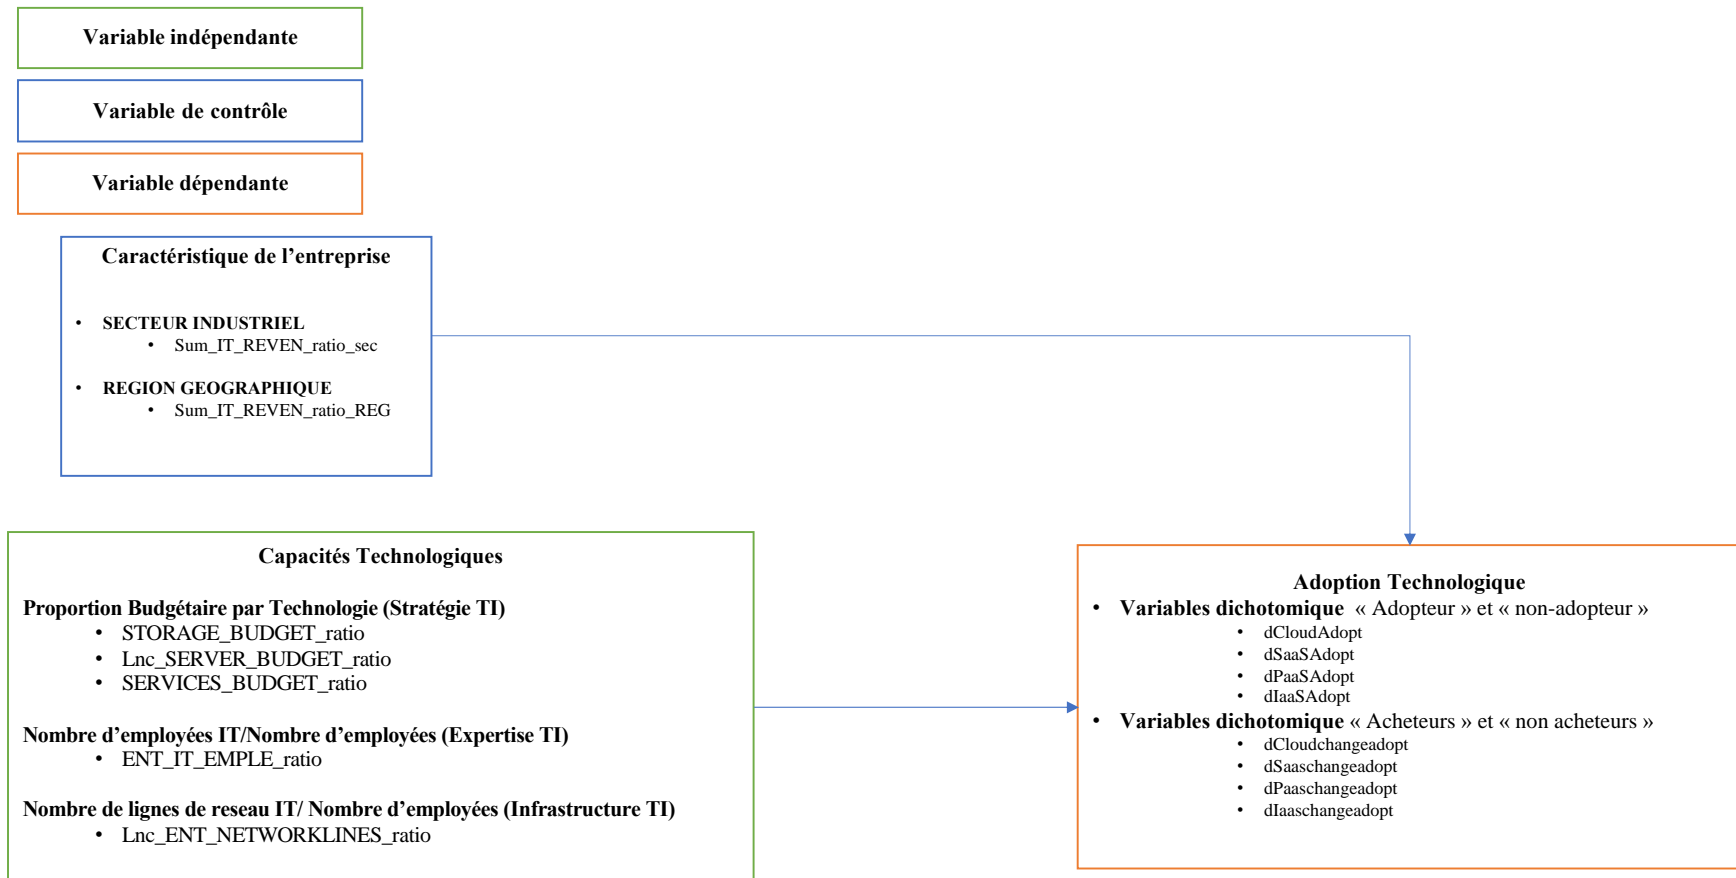 Variable indépendante
Variable de contrôle
Variable dépendante
Caractéristique de l’entreprise
• SECTEUR INDUSTRIEL
• Sum_IT_REVEN_ratio_sec
• REGION GEOGRAPHIQUE
• Sum_IT_REVEN_ratio_REG
Capacités Technologiques
Proportion Budgétaire par Technologie (Stratégie TI)
• STORAGE_BUDGET_ratio
• Lnc_SERVER_BUDGET_ratio
• SERVICES_BUDGET_ratio
Nombre d’employées IT/Nombre d’employées (Expertise TI)
• ENT_IT_EMPLE_ratio
Nombre de lignes de reseau IT/ Nombre d’employées (Infrastructure TI)
• Lnc_ENT_NETWORKLINES_ratio
Adoption Technologique
• Variables dichotomique « Adopteur » et « non-adopteur »
• dCloudAdopt
• dSaaSAdopt
• dPaaSAdopt
• dIaaSAdopt
• Variables dichotomique « Acheteurs » et « non acheteurs »
• dCloudchangeadopt
• dSaaschangeadopt
• dPaaschangeadopt
• dIaaschangeadopt